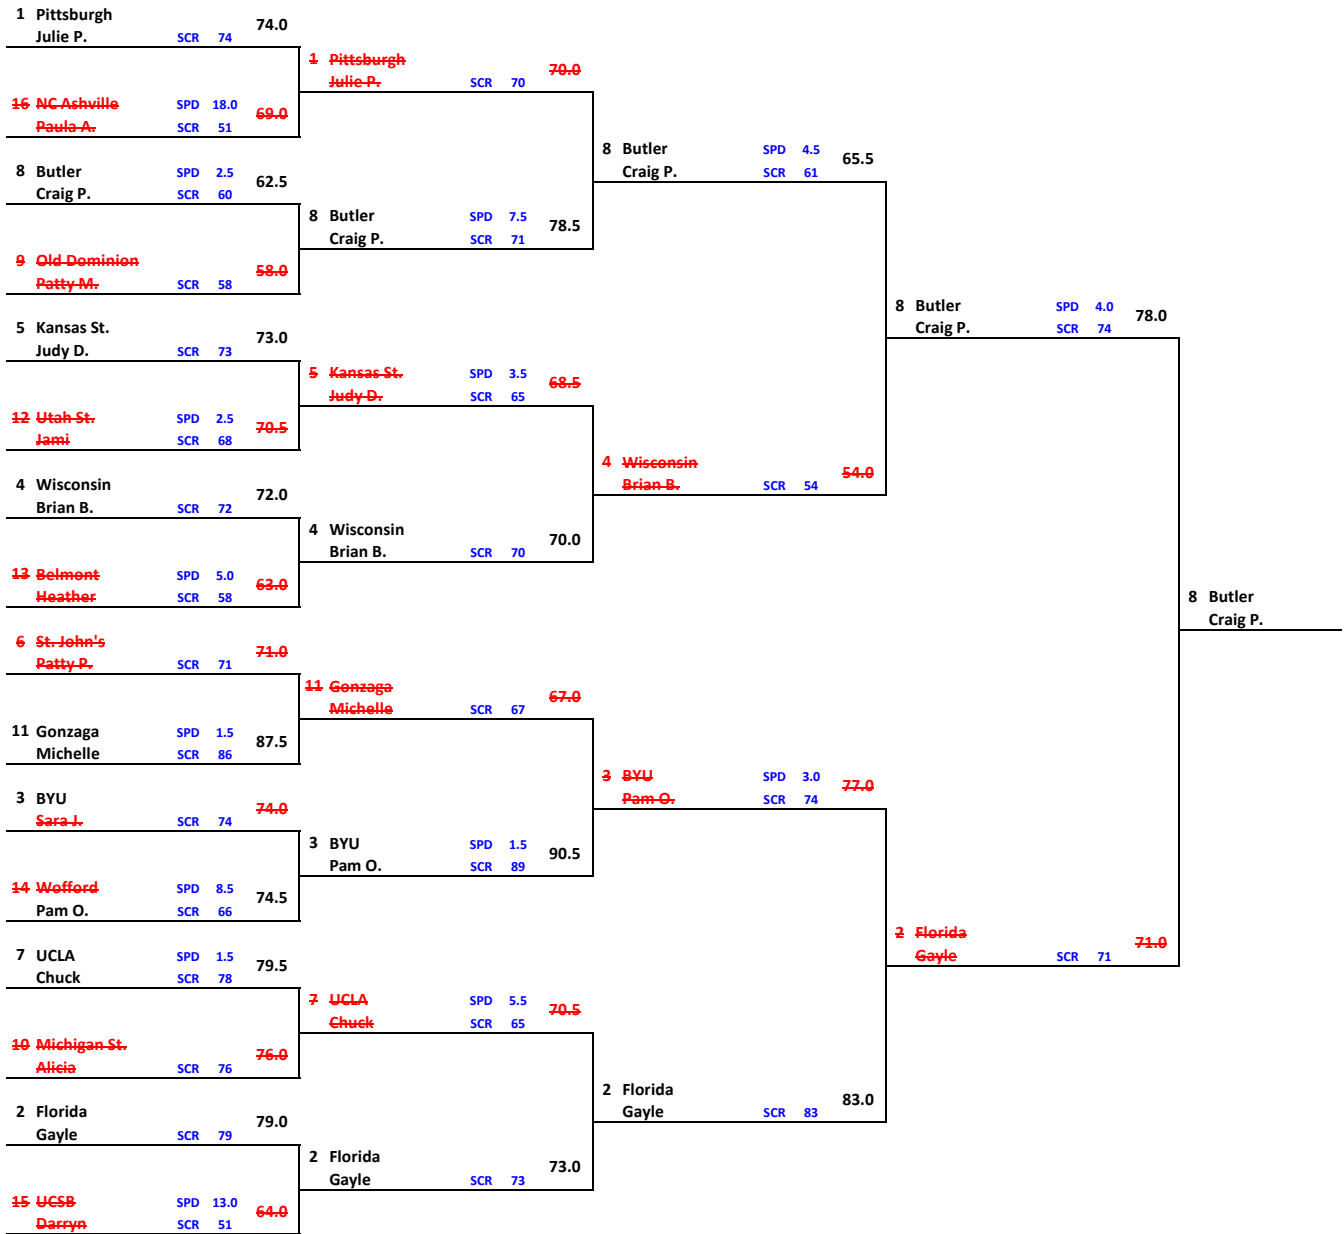 1 Pittsburgh 74.0
Julie P. SCR 74
16 NC Ashville SPD 18.0 69.0
Paula A. SCR 51
8 Butler SPD 2.5 62.5
Craig P. SCR 60
9 Old Dominion 58.0
Patty M. SCR 58
5 Kansas St. 73.0
Judy D. SCR 73
12 Utah St. SPD 2.5 70.5
Jami SCR 68
4 Wisconsin 72.0
Brian B. SCR 72
13 Belmont SPD 5.0 63.0
Heather SCR 58
6 St. John's 71.0
Patty P. SCR 71
11 Gonzaga SPD 1.5 87.5
Michelle SCR 86
3 BYU 74.0
Sara J. SCR 74
14 Wofford SPD 8.5 74.5
Pam O. SCR 66
7 UCLA SPD 1.5 79.5
Chuck SCR 78
10 Michigan St. 76.0
Alicia SCR 76
2 Florida 79.0
Gayle SCR 79
15 UCSB SPD 13.0 64.0
Darryn SCR 51
1 Pittsburgh 70.0
Julie P. SCR 70
8 Butler SPD 7.5 78.5
Craig P. SCR 71
5 Kansas St. SPD 3.5 68.5
Judy D. SCR 65
4 Wisconsin 70.0
Brian B. SCR 70
11 Gonzaga 67.0
Michelle SCR 67
3 BYU SPD 1.5 90.5
Pam O. SCR 89
7 UCLA SPD 5.5 70.5
Chuck SCR 65
2 Florida 73.0
Gayle SCR 73
8 Butler SPD 4.5 65.5
Craig P. SCR 61
4 Wisconsin 54.0
Brian B. SCR 54
3 BYU SPD 3.0 77.0
Pam O. SCR 74
2 Florida 83.0
Gayle SCR 83
8 Butler SPD 4.0 78.0
Craig P. SCR 74
2 Florida 71.0
Gayle SCR 71
8 Butler
Craig P.